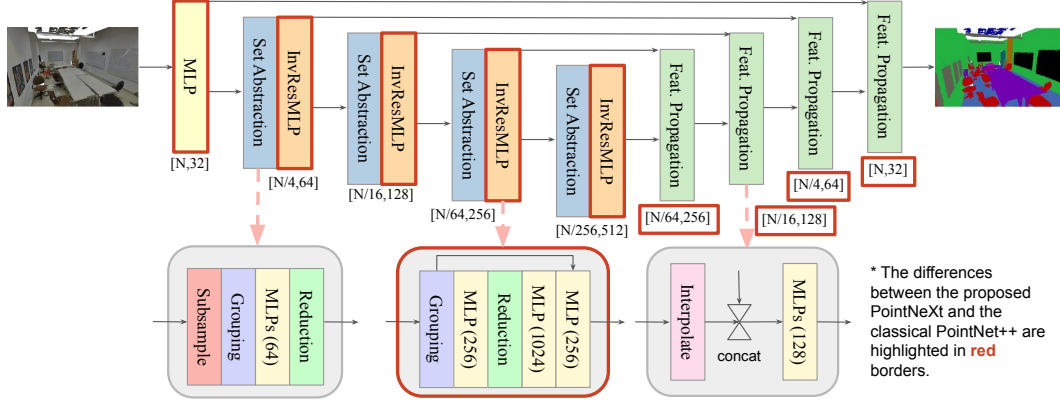 MLP
[N,32]
Set Abstraction
InvResMLP
[N/4,64]
Set Abstraction
InvResMLP
[N/16,128]
Set Abstraction
InvResMLP
[N/64,256]
Set Abstraction
InvResMLP
[N/256,512]
Feat. Propagation
[N/64,256]
Feat. Propagation
[N/16,128]
Feat. Propagation
[N/4,64]
Feat. Propagation
[N,32]
Subsample
Grouping
MLPs (64)
Reduction
Grouping
MLP (256)
Reduction
MLP (1024)
MLP (256)
Interpolate
concat
MLPs (128)
* The differences
between the proposed
PointNeXt and the
classical PointNet++ are
highlighted in red
borders.